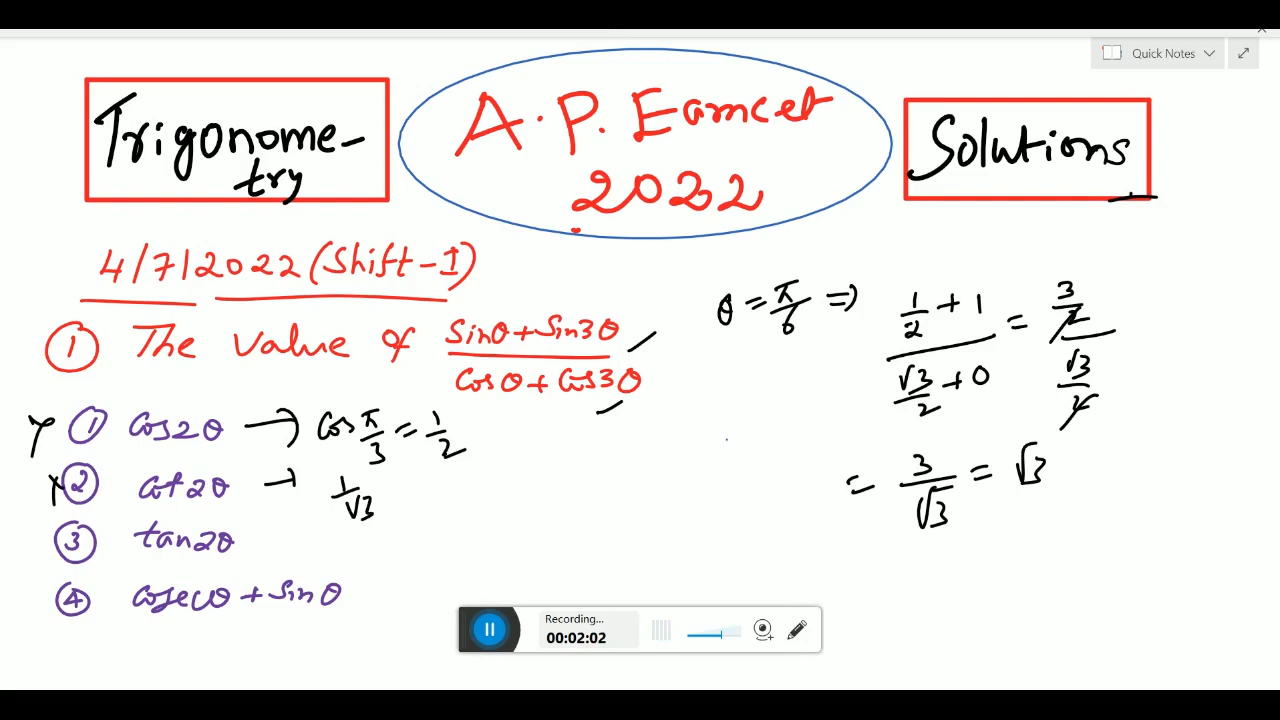 Quick Notes
Trigonome-
try
A.P. Eamcet
2022
Solutions
4/7/2022 (Shift-I)
① The value of (sinθ+sin3θ)/(cosθ+cos3θ)
① cos2θ → cos π/3 = 1/2
② cot2θ → 1/√3
③ tan2θ
④ cosecθ + sinθ
θ = π/6 ⇒ (1/2 + 1)/(√3/2 + 0) = (3/2)/(√3/2)
= 3/√3 = √3
Recording...
00:02:02